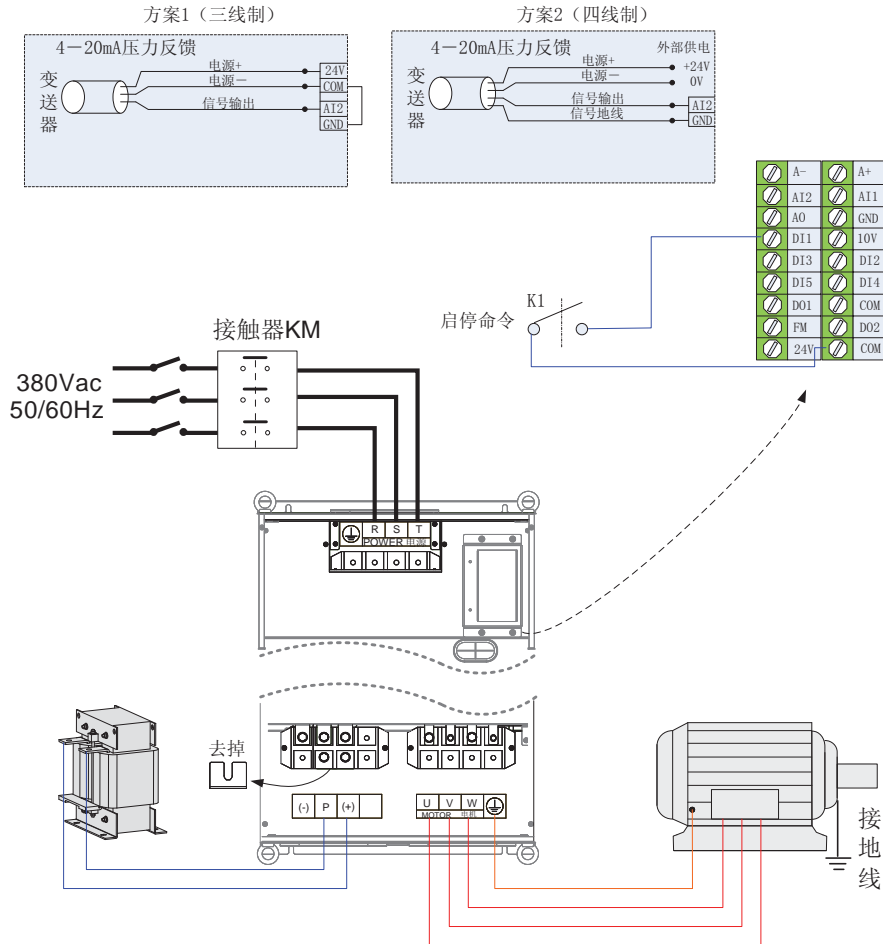 方案1（三线制）
4－20mA压力反馈
变送器
电源+
电源－
信号输出
24V
COM
AI2
GND
方案2（四线制）
4－20mA压力反馈
外部供电
变送器
电源+
电源－
信号输出
信号地线
+24V
0V
AI2
GND
A- A+
AI2 AI1
AO GND
DI1 10V
DI3 DI2
DI5 DI4
DO1 COM
FM DO2
24V COM
K1
启停命令
接触器KM
380Vac
50/60Hz
R S T
POWER 电源
去掉
(-) P (+)
U V W
MOTOR 电机
接地线